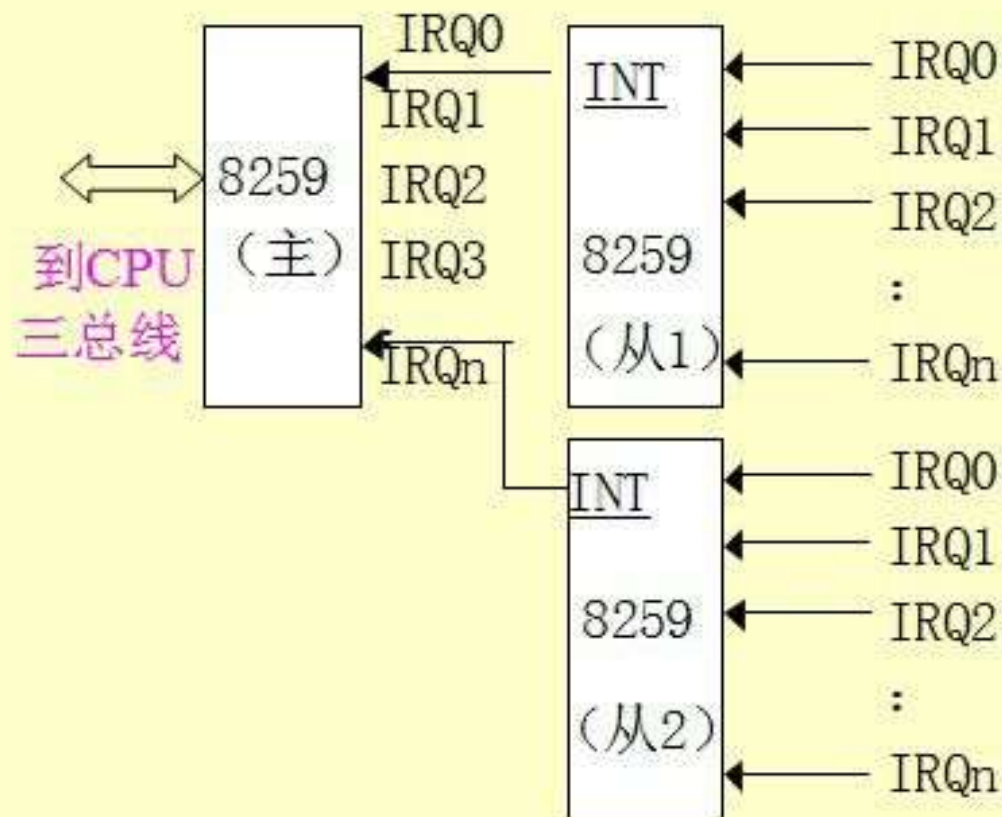 IRQ0
IRQ1
IRQ2
IRQ3
IRQn
8259
（主）
到CPU
三总线
INT
8259
（从1）
IRQ0
IRQ1
IRQ2
:
IRQn
INT
8259
（从2）
IRQ0
IRQ1
IRQ2
:
IRQn